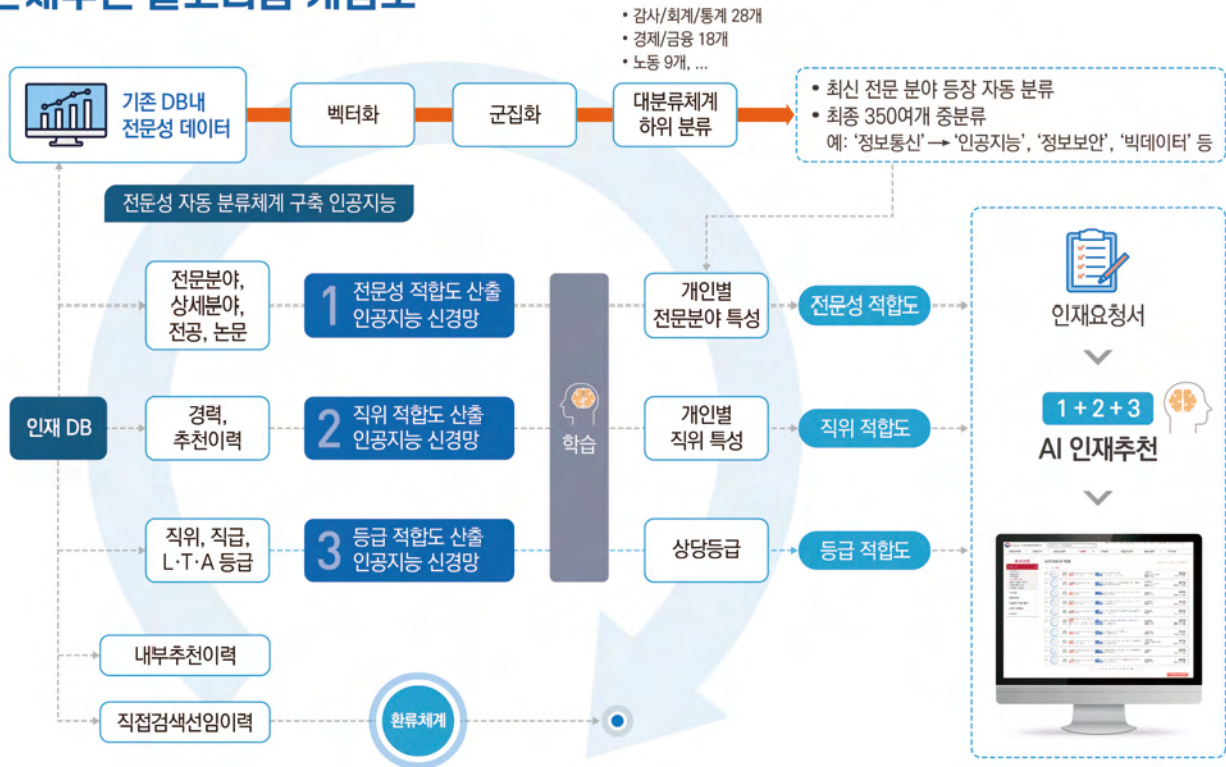 인재추천 알고리즘 개념도
• 감사/회계/통계 28개
• 경제/금융 18개
• 노동 9개, ...
기존 DB내
전문성 데이터
벡터화
군집화
대분류체계
하위 분류
• 최신 전문 분야 등장 자동 분류
• 최종 350여개 중분류
예: ‘정보통신’→ ‘인공지능’, ‘정보보안’, ‘빅데이터’ 등
전문성 자동 분류체계 구축 인공지능
전문분야,
상세분야,
전공, 논문
1 전문성 적합도 산출
인공지능 신경망
개인별
전문분야 특성
전문성 적합도
인재요청서
인재 DB
경력,
추천이력
2 직위 적합도 산출
인공지능 신경망
학습
개인별
직위 특성
직위 적합도
1 + 2 + 3
AI 인재추천
직위, 직급,
L·T·A 등급
3 등급 적합도 산출
인공지능 신경망
상당등급
등급 적합도
내부추천이력
직접검색선임이력
환류체계